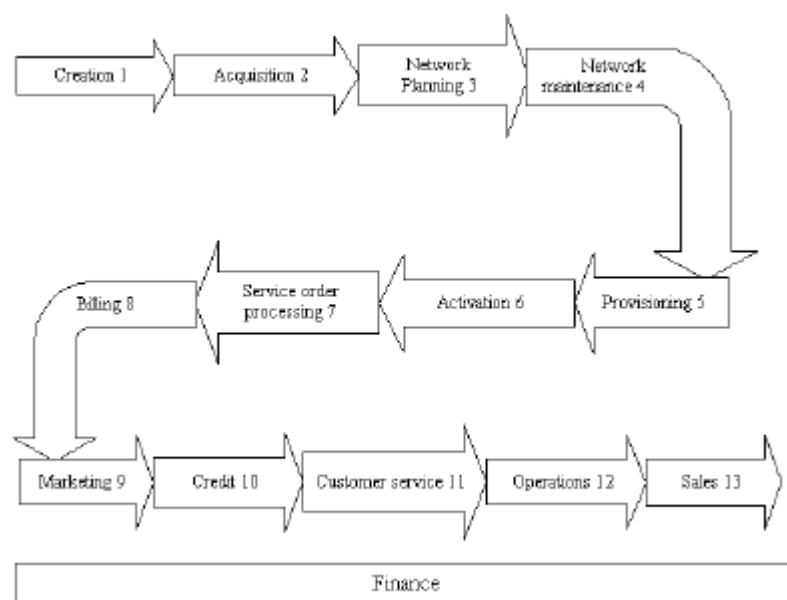 Creation 1
Acquisition 2
Network
Planning 3
Network
maintenance 4
Provisioning 5
Activation 6
Service order
processing 7
Billing 8
Marketing 9
Credit 10
Customer service 11
Operations 12
Sales 13
Finance